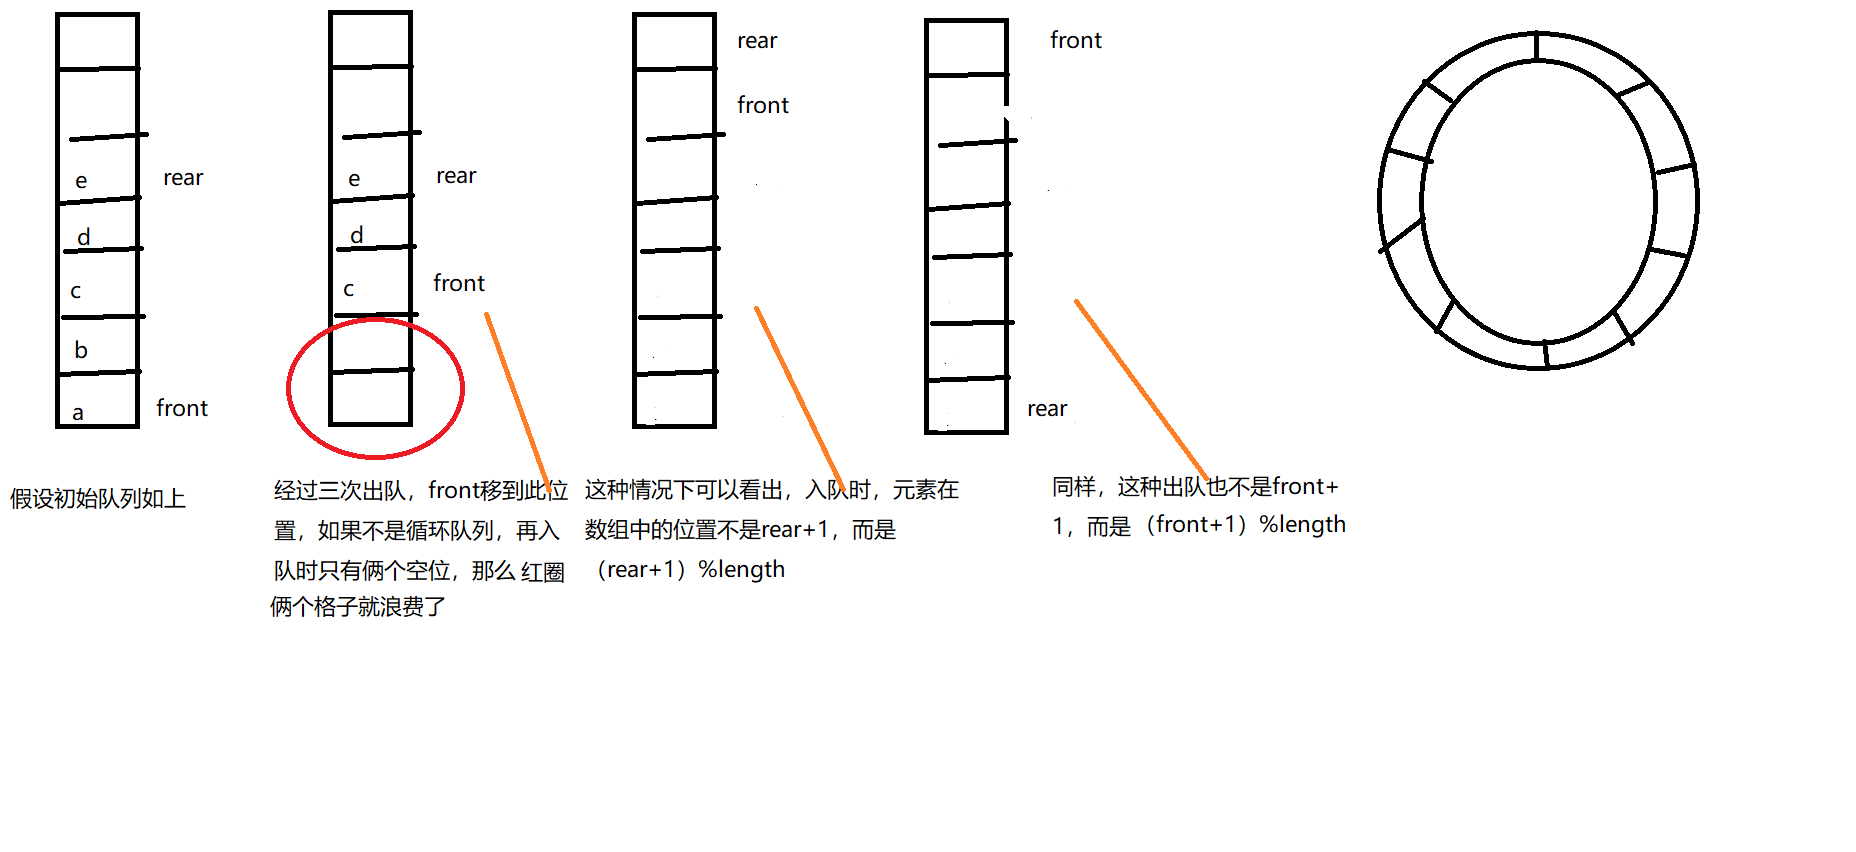 e
d
c
b
a
rear
front
假设初始队列如上
e
d
c
rear
front
经过三次出队，front移到此位
置，如果不是循环队列，再入
队时只有俩个空位，那么 红圈
俩个格子就浪费了
rear
front
这种情况下可以看出，入队时，元素在
数组中的位置不是rear+1，而是
（rear+1）%length
front
rear
同样，这种出队也不是front+
1，而是（front+1）%length